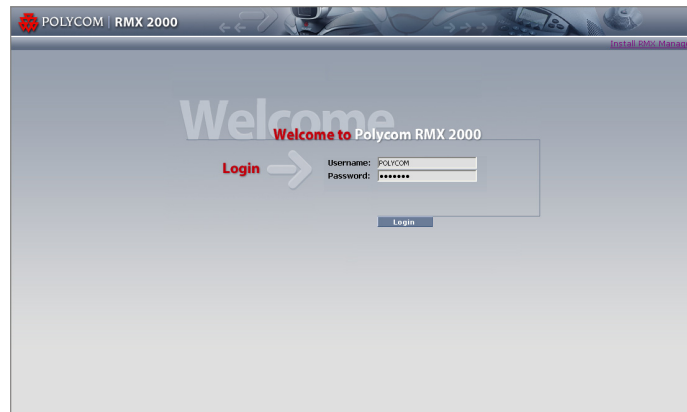 POLYCOM | RMX 2000
Install RMX Manag
Welcome
Welcome to Polycom RMX 2000
Login
Username: POLYCOM
Password: •••••••
Login